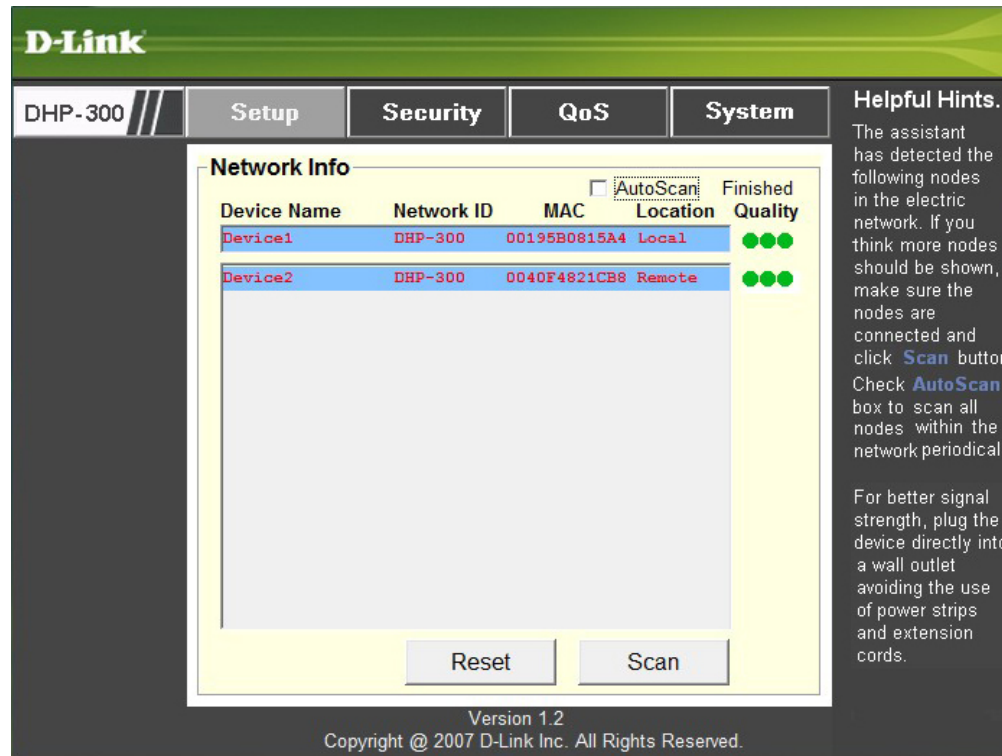 D-Link
DHP-300
Setup
Security
QoS
System
Network Info
AutoScan Finished
Device Name Network ID MAC Location Quality
Device1 DHP-300 00195B0815A4 Local
Device2 DHP-300 0040F4821CB8 Remote
Reset
Scan
Version 1.2
Copyright @ 2007 D-Link Inc. All Rights Reserved.
Helpful Hints.
The assistant
has detected the
following nodes
in the electric
network. If you
think more nodes
should be shown,
make sure the
nodes are
connected and
click Scan button
Check AutoScan
box to scan all
nodes within the
network periodical
For better signal
strength, plug the
device directly into
a wall outlet
avoiding the use
of power strips
and extension
cords.